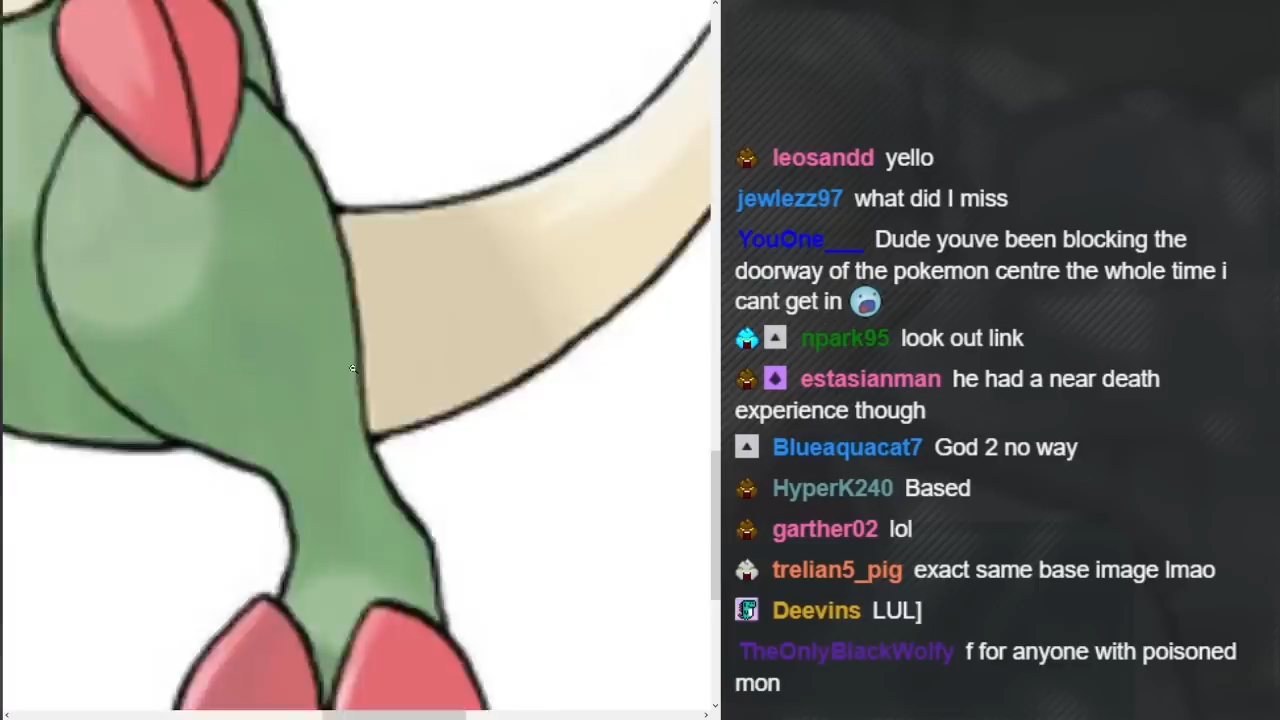 leosandd yello
jewlezz97 what did I miss
YouOne___ Dude youve been blocking the
doorway of the pokemon centre the whole time i
cant get in
npark95 look out link
estasianman he had a near death
experience though
Blueaquacat7 God 2 no way
HyperK240 Based
garther02 lol
trelian5_pig exact same base image lmao
Deevins LUL]
TheOnlyBlackWolfy f for anyone with poisoned
mon